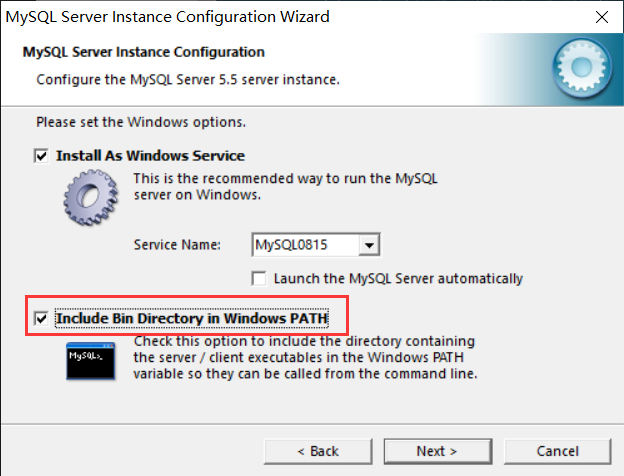 MySQL Server Instance Configuration Wizard
MySQL Server Instance Configuration
Configure the MySQL Server 5.5 server instance.
Please set the Windows options.
Install As Windows Service
This is the recommended way to run the MySQL
server on Windows.
Service Name:
MySQL0815
Launch the MySQL Server automatically
Include Bin Directory in Windows PATH
MySQL>_
Check this option to include the directory containing
the server / client executables in the Windows PATH
variable so they can be called from the command line.
< Back
Next >
Cancel